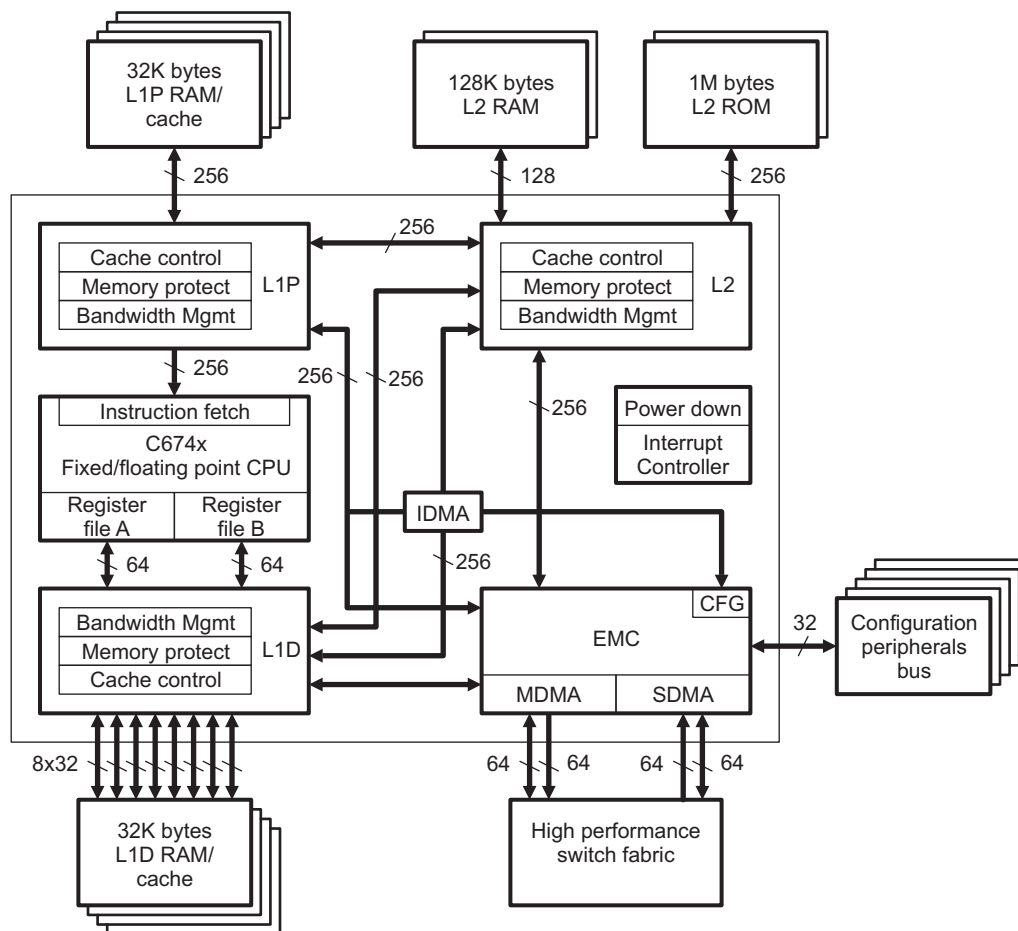 32K bytes
L1P RAM/
cache
128K bytes
L2 RAM
1M bytes
L2 ROM
256
128
256
Cache control
Memory protect
Bandwidth Mgmt
L1P
256
Cache control
Memory protect
Bandwidth Mgmt
L2
256
256
256
256
Instruction fetch
C674x
Fixed/floating point CPU
Register
file A
Register
file B
Power down
Interrupt
Controller
IDMA
64
64
256
Bandwidth Mgmt
Memory protect
Cache control
L1D
CFG
EMC
MDMA
SDMA
32
Configuration
peripherals
bus
8x32
64
64
64
64
32K bytes
L1D RAM/
cache
High performance
switch fabric